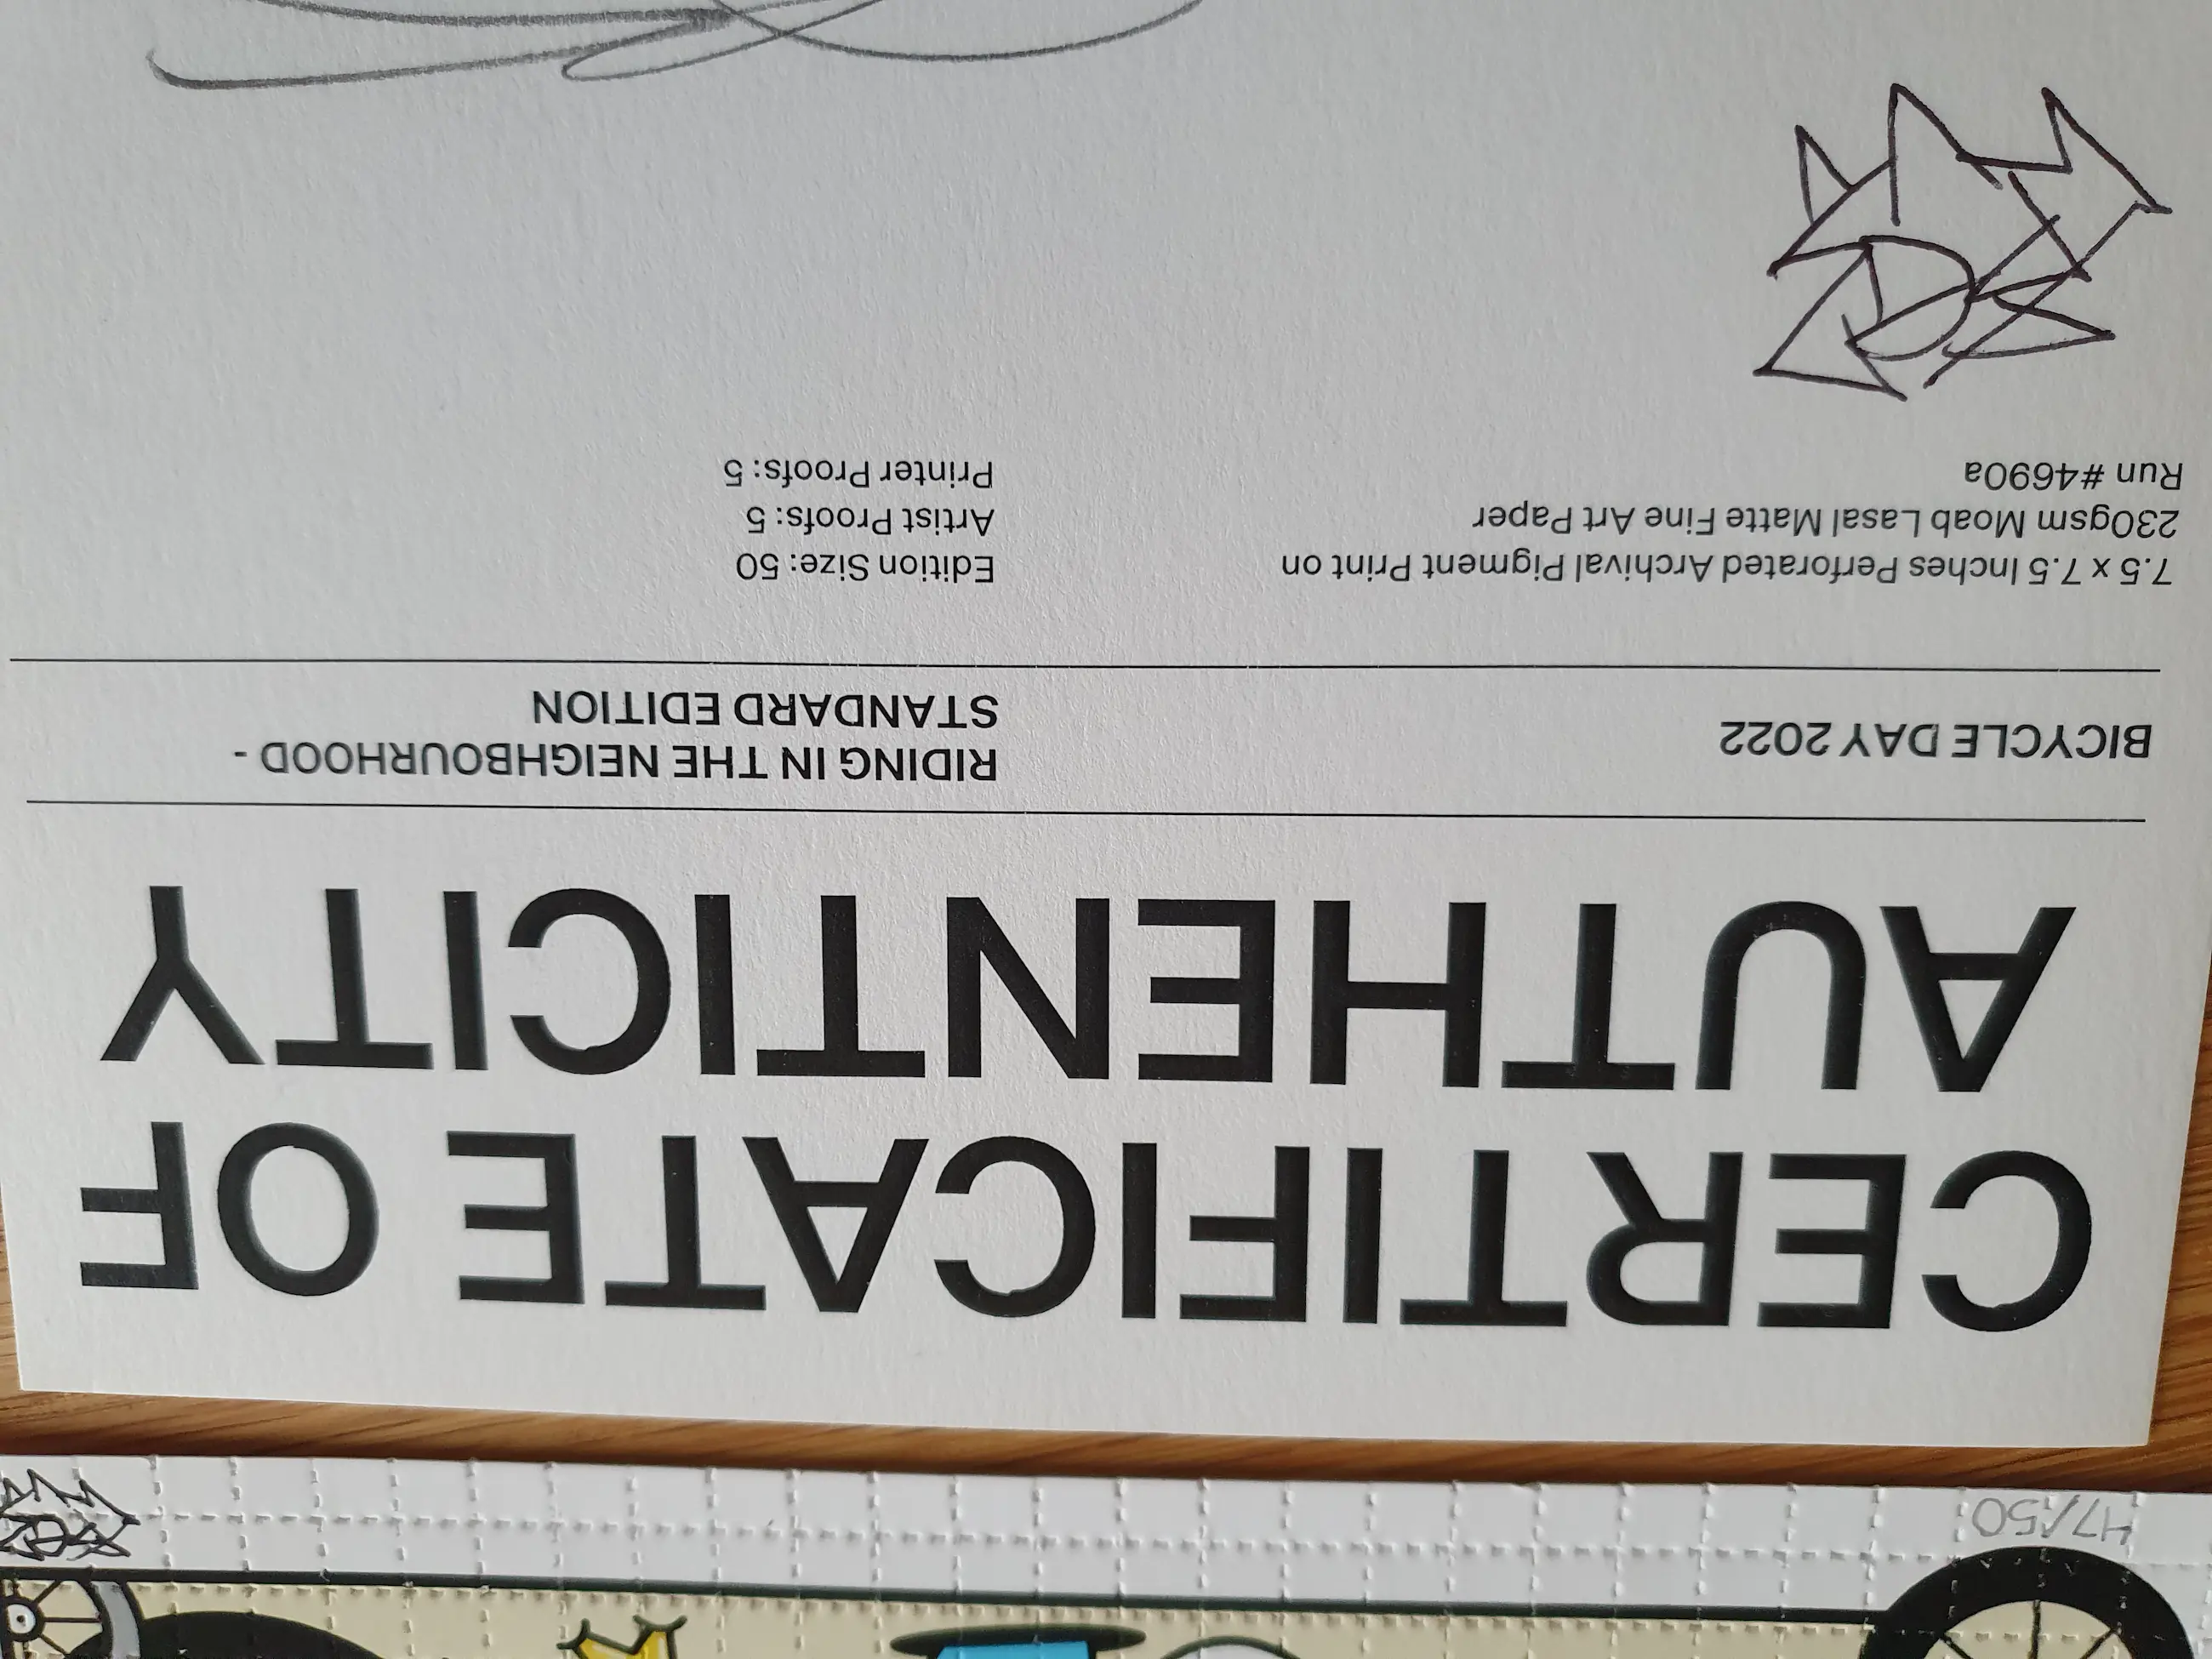 CERTIFICATE OF
AUTHENTICITY
BICYCLE DAY 2022
RIDING IN THE NEIGHBOURHOOD -
STANDARD EDITION
7.5 x 7.5 Inches Perforated Archival Pigment Print on
230gsm Moab Lasal Matte Fine Art Paper
Run #4690a
Edition Size: 50
Artist Proofs: 5
Printer Proofs: 5
47/50